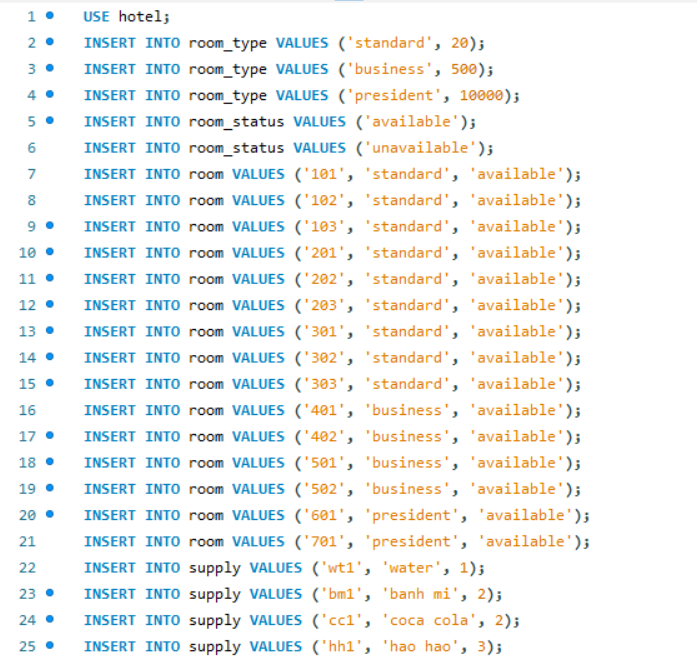 1 USE hotel;
2 INSERT INTO room_type VALUES ('standard', 20);
3 INSERT INTO room_type VALUES ('business', 500);
4 INSERT INTO room_type VALUES ('president', 10000);
5 INSERT INTO room_status VALUES ('available');
6 INSERT INTO room_status VALUES ('unavailable');
7 INSERT INTO room VALUES ('101', 'standard', 'available');
8 INSERT INTO room VALUES ('102', 'standard', 'available');
9 INSERT INTO room VALUES ('103', 'standard', 'available');
10 INSERT INTO room VALUES ('201', 'standard', 'available');
11 INSERT INTO room VALUES ('202', 'standard', 'available');
12 INSERT INTO room VALUES ('203', 'standard', 'available');
13 INSERT INTO room VALUES ('301', 'standard', 'available');
14 INSERT INTO room VALUES ('302', 'standard', 'available');
15 INSERT INTO room VALUES ('303', 'standard', 'available');
16 INSERT INTO room VALUES ('401', 'business', 'available');
17 INSERT INTO room VALUES ('402', 'business', 'available');
18 INSERT INTO room VALUES ('501', 'business', 'available');
19 INSERT INTO room VALUES ('502', 'business', 'available');
20 INSERT INTO room VALUES ('601', 'president', 'available');
21 INSERT INTO room VALUES ('701', 'president', 'available');
22 INSERT INTO supply VALUES ('wt1', 'water', 1);
23 INSERT INTO supply VALUES ('bm1', 'banh mi', 2);
24 INSERT INTO supply VALUES ('cc1', 'coca cola', 2);
25 INSERT INTO supply VALUES ('hh1', 'hao hao', 3);